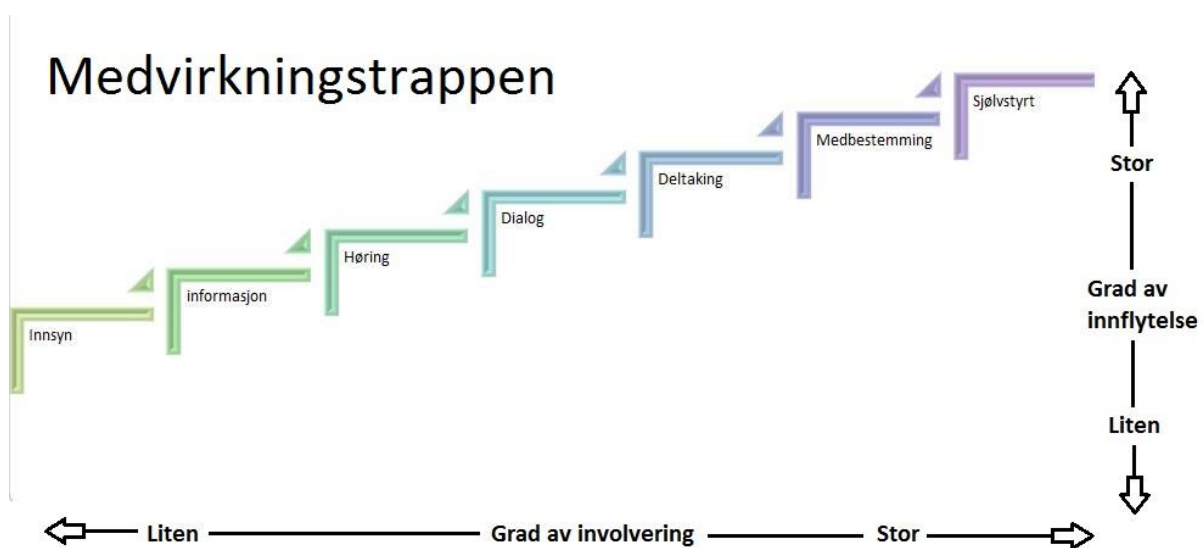 Medvirkningstrappen
Innsyn
informasjon
Høring
Dialog
Deltaking
Medbestemming
Sjølvstyrt
Stor
Grad av
innflytelse
Liten
Liten
Grad av involvering
Stor